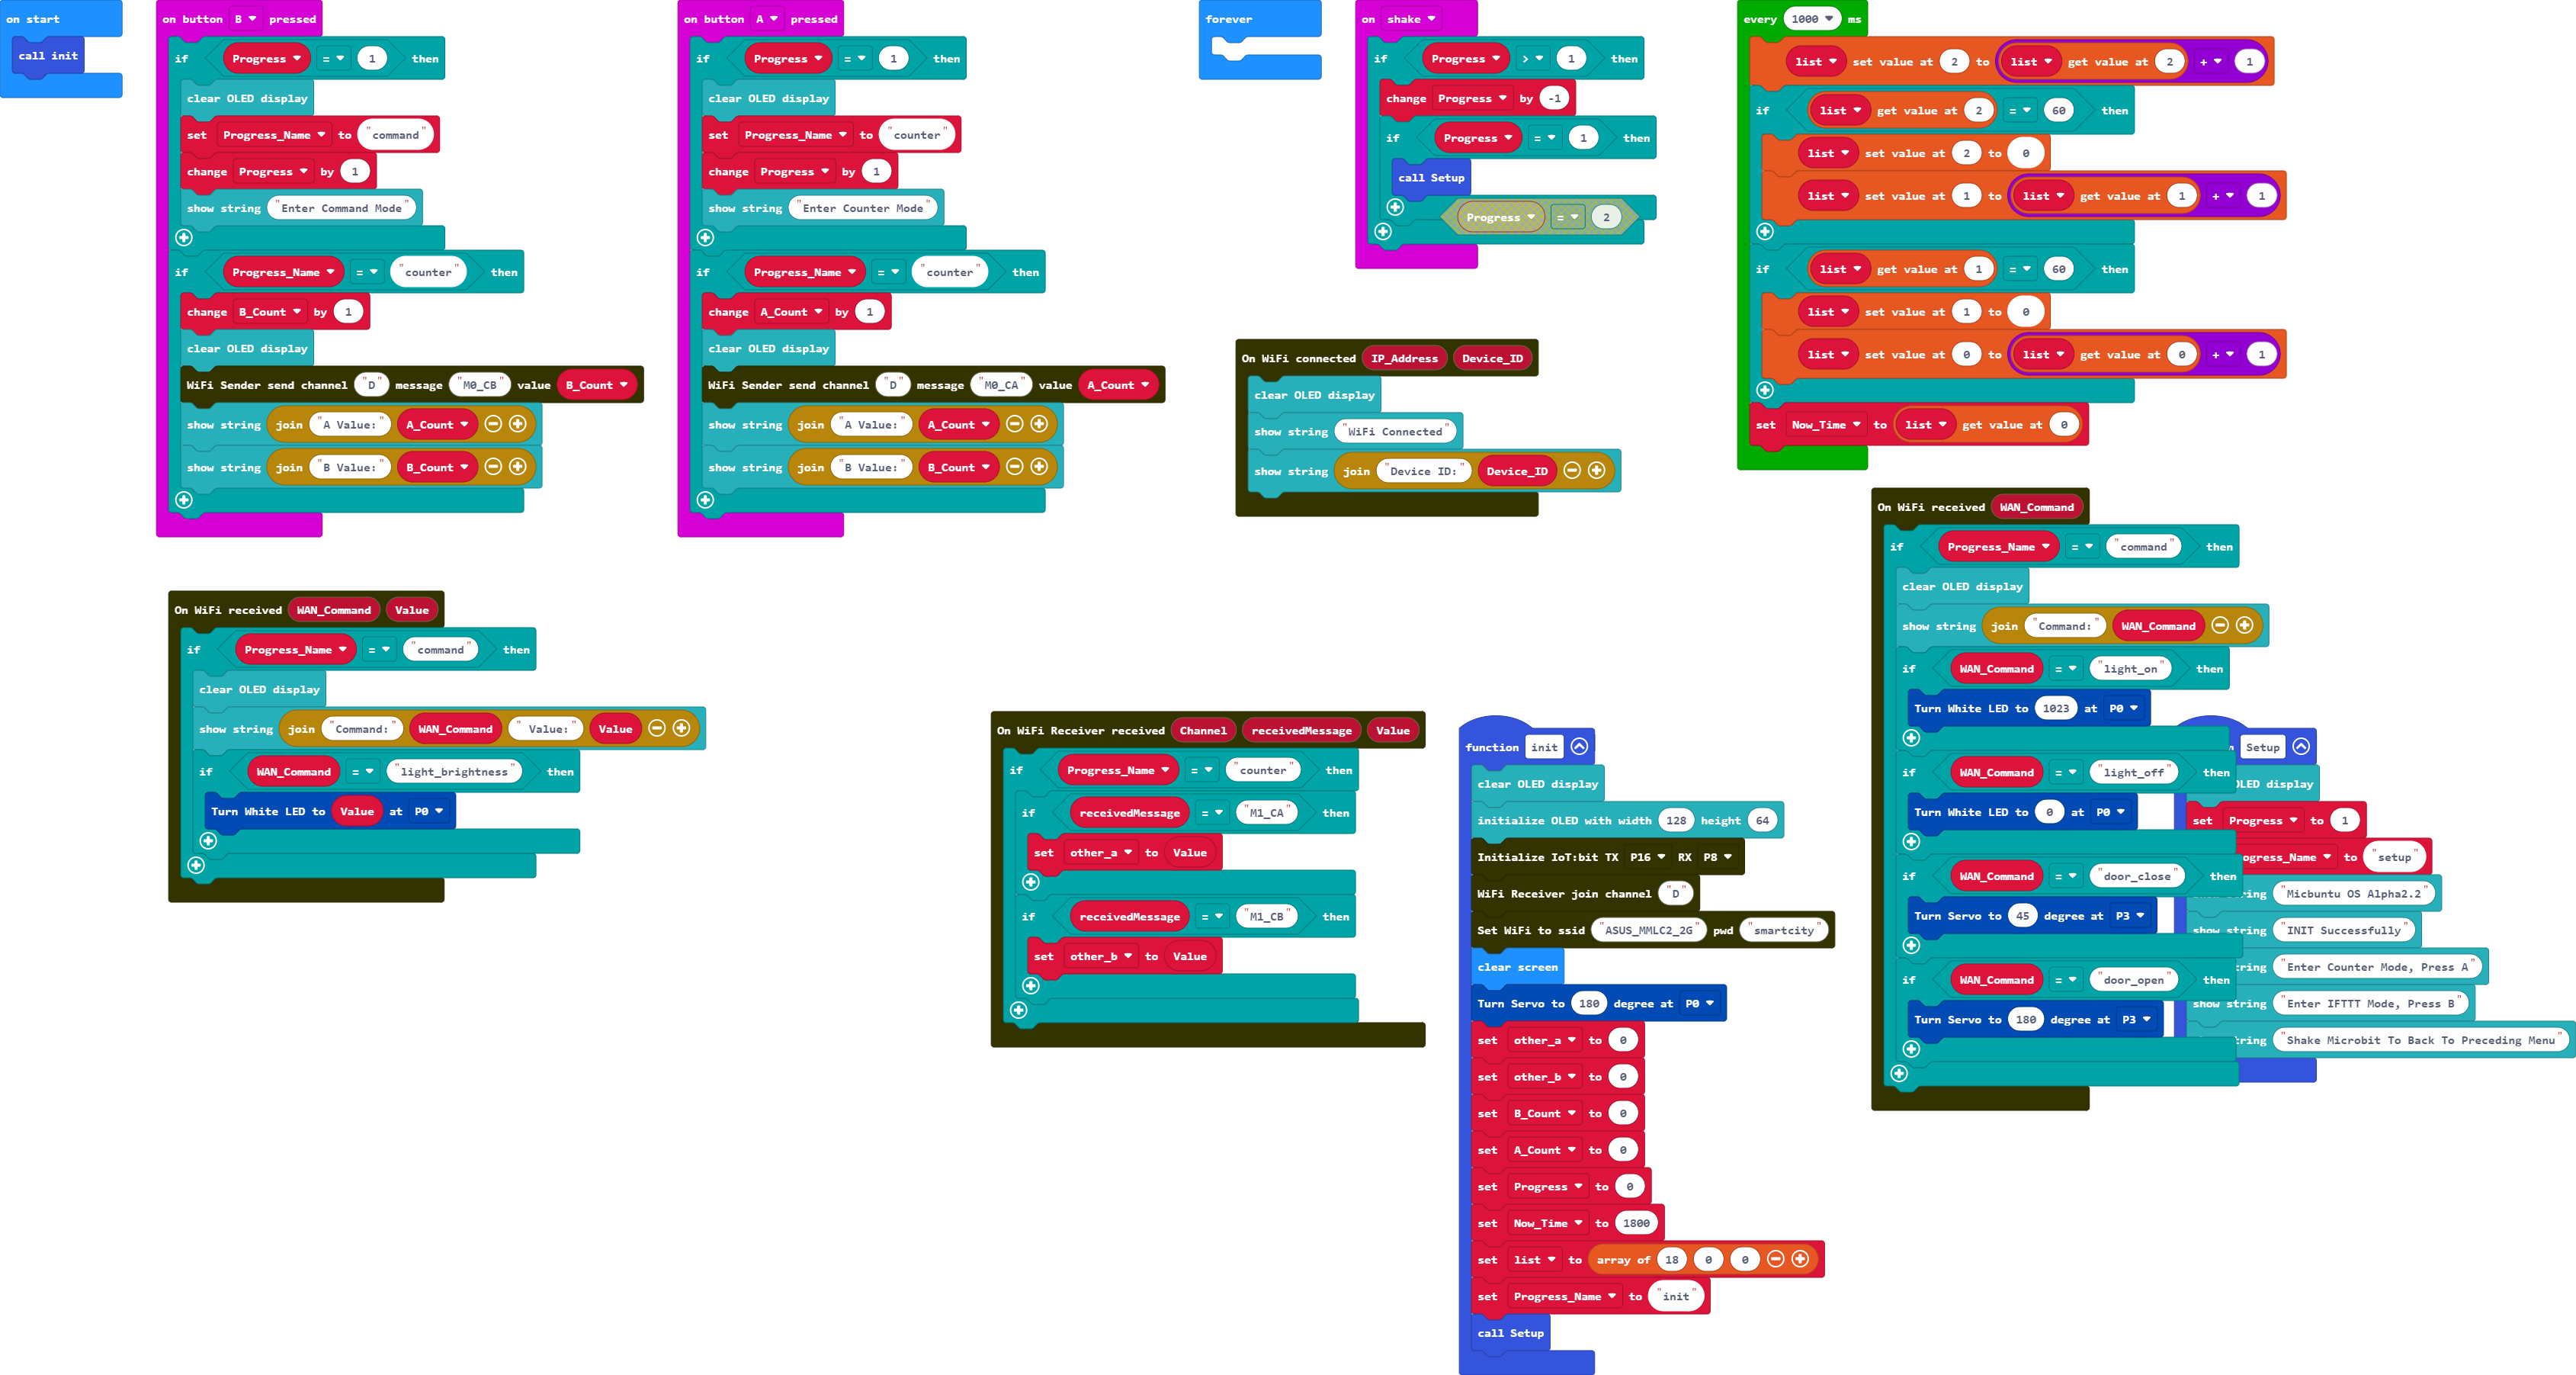 on start
call init
on button B pressed
if Progress = 1 then
clear OLED display
set Progress_Name to "command"
change Progress by 1
show string "Enter Command Mode"
if Progress_Name = "counter" then
change B_Count by 1
clear OLED display
WiFi Sender send channel "D" message "M0_CB" value B_Count
show string join "A Value:" A_Count
show string join "B Value:" B_Count
on button A pressed
if Progress = 1 then
clear OLED display
set Progress_Name to "counter"
change Progress by 1
show string "Enter Counter Mode"
if Progress_Name = "counter" then
change A_Count by 1
clear OLED display
WiFi Sender send channel "D" message "M0_CA" value A_Count
show string join "A Value:" A_Count
show string join "B Value:" B_Count
forever
on shake
if Progress > 1 then
change Progress by -1
if Progress = 1 then
call Setup
Progress = 2
every 1000 ms
list set value at 2 to list get value at 2 + 1
if list get value at 2 = 60 then
list set value at 2 to 0
list set value at 1 to list get value at 1 + 1
if list get value at 1 = 60 then
list set value at 1 to 0
list set value at 0 to list get value at 0 + 1
set Now_Time to list get value at 0
On WiFi connected IP_Address Device_ID
clear OLED display
show string "WiFi Connected"
show string join "Device ID:" Device_ID
On WiFi received WAN_Command
if Progress_Name = "command" then
clear OLED display
show string join "Command:" WAN_Command
if WAN_Command = "light_on" then
Turn White LED to 1023 at P0
if WAN_Command = "light_off" then
Turn White LED to 0 at P0
if WAN_Command = "door_close" then
Turn Servo to 45 degree at P3
if WAN_Command = "door_open" then
Turn Servo to 180 degree at P3
On WiFi received WAN_Command Value
if Progress_Name = "command" then
clear OLED display
show string join "Command: " WAN_Command " Value: " Value
if WAN_Command = "light_brightness" then
Turn White LED to Value at P0
On WiFi Receiver received Channel receivedMessage Value
if Progress_Name = "counter" then
if receivedMessage = "M1_CA" then
set other_a to Value
if receivedMessage = "M1_CB" then
set other_b to Value
function init
clear OLED display
initialize OLED with width 128 height 64
Initialize IoT:bit TX P16 RX P8
WiFi Receiver join channel "D"
Set WiFi to ssid "ASUS_MMLC2_2G" pwd "smartcity"
clear screen
Turn Servo to 180 degree at P0
set other_a to 0
set other_b to 0
set B_Count to 0
set A_Count to 0
set Progress to 0
set Now_Time to 1800
set list to array of 18 0 0
set Progress_Name to "init"
call Setup
Setup
OLED display
set Progress to 1
ogress_Name to "setup"
ring "Micbuntu OS Alpha2.2"
show string "INIT Successfully"
ring "Enter Counter Mode, Press A"
show string "Enter IFTTT Mode, Press B"
tring "Shake Microbit To Back To Preceding Menu"